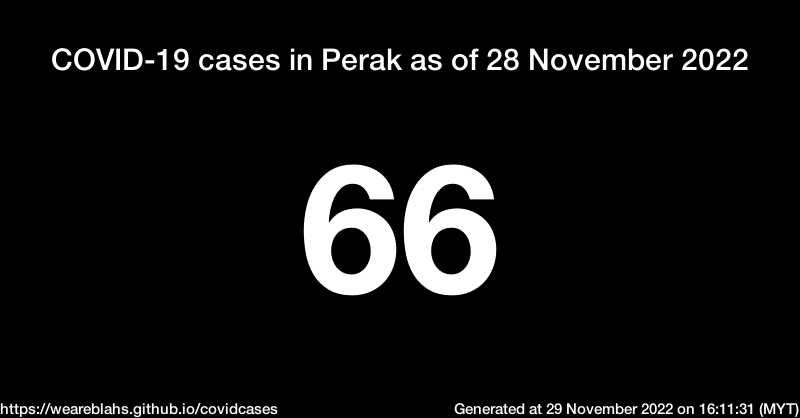 COVID-19 cases in Perak as of 28 November 2022
66
https://weareblahs.github.io/covidcases
Generated at 29 November 2022 on 16:11:31 (MYT)